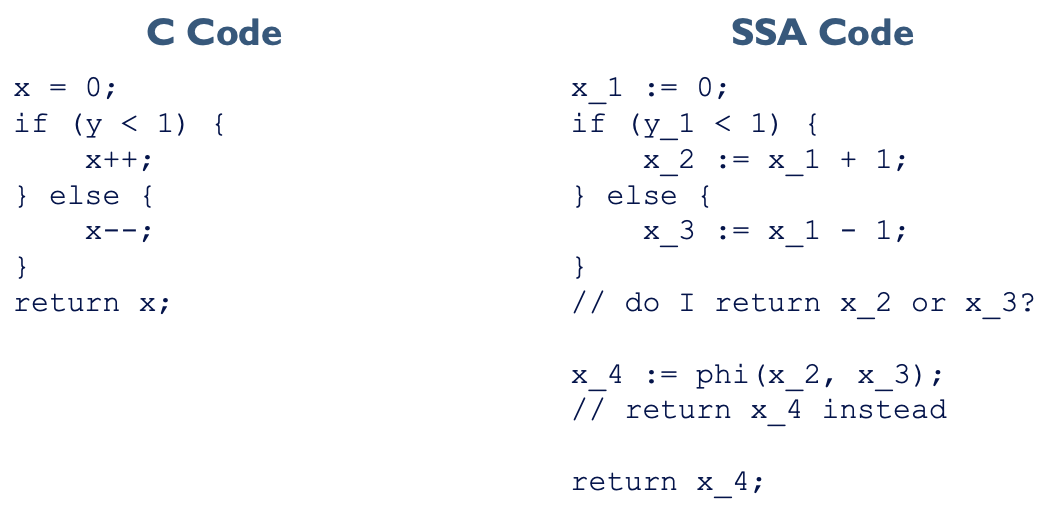 C Code
x = 0;
if (y < 1) {
    x++;
} else {
    x--;
}
return x;
SSA Code
x_1 := 0;
if (y_1 < 1) {
    x_2 := x_1 + 1;
} else {
    x_3 := x_1 - 1;
}
// do I return x_2 or x_3?
x_4 := phi(x_2, x_3);
// return x_4 instead
return x_4;